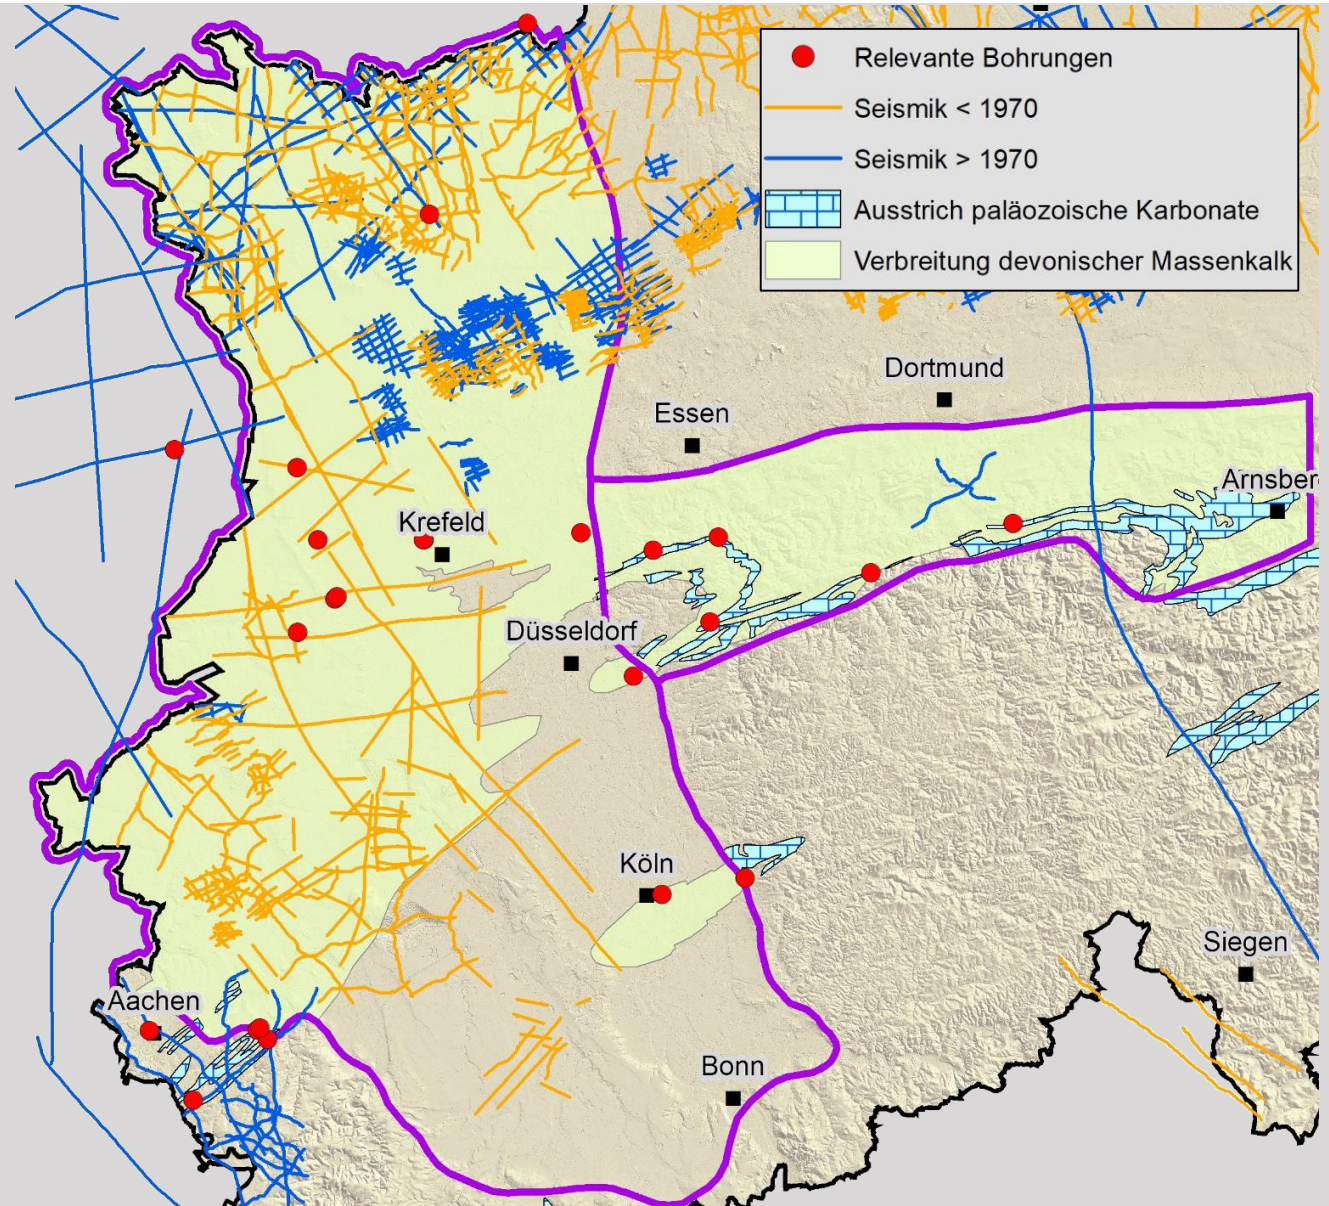 Relevante Bohrungen
Seismik < 1970
Seismik > 1970
Ausstrich paläozoische Karbonate
Verbreitung devonischer Massenkalk
Dortmund
Essen
Arnsber
Krefeld
Düsseldorf
Köln
Siegen
Aachen
Bonn